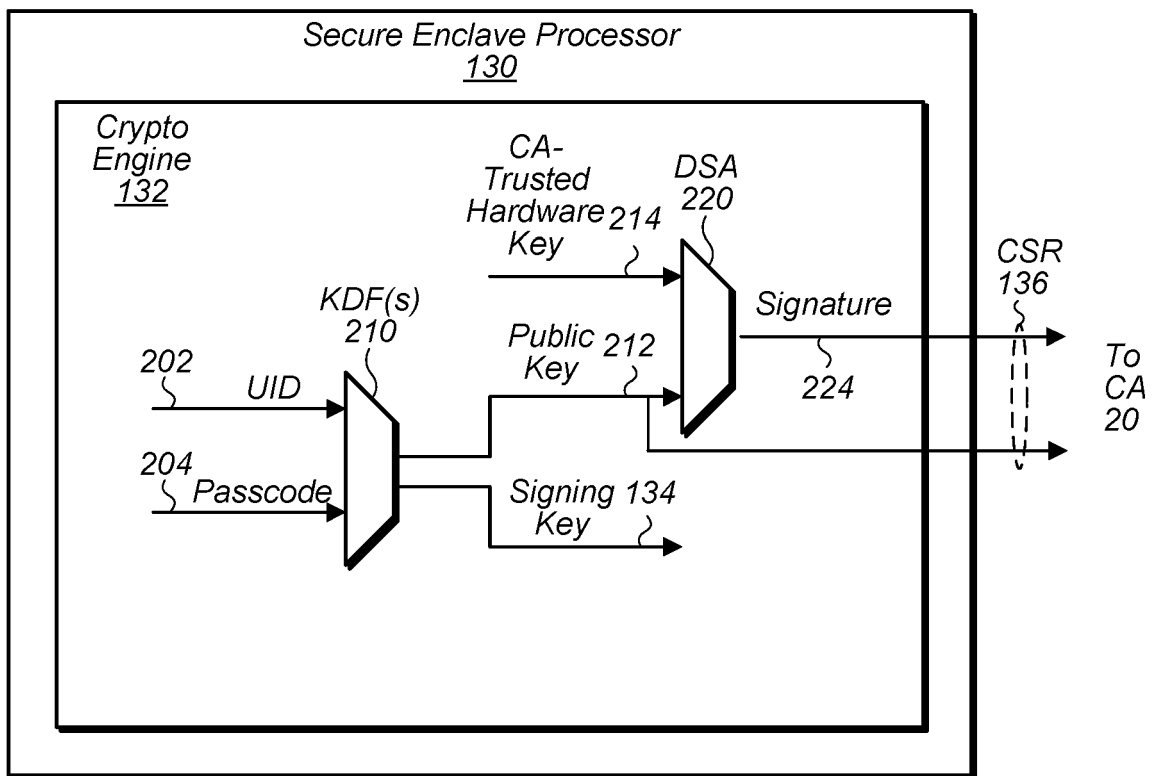 Secure Enclave Processor
130
Crypto
Engine
132
CA-
Trusted
Hardware
Key
214
DSA
220
CSR
136
KDF(s)
210
Signature
224
Public
Key
212
To
CA
20
202
UID
204
Passcode
Signing 134
Key